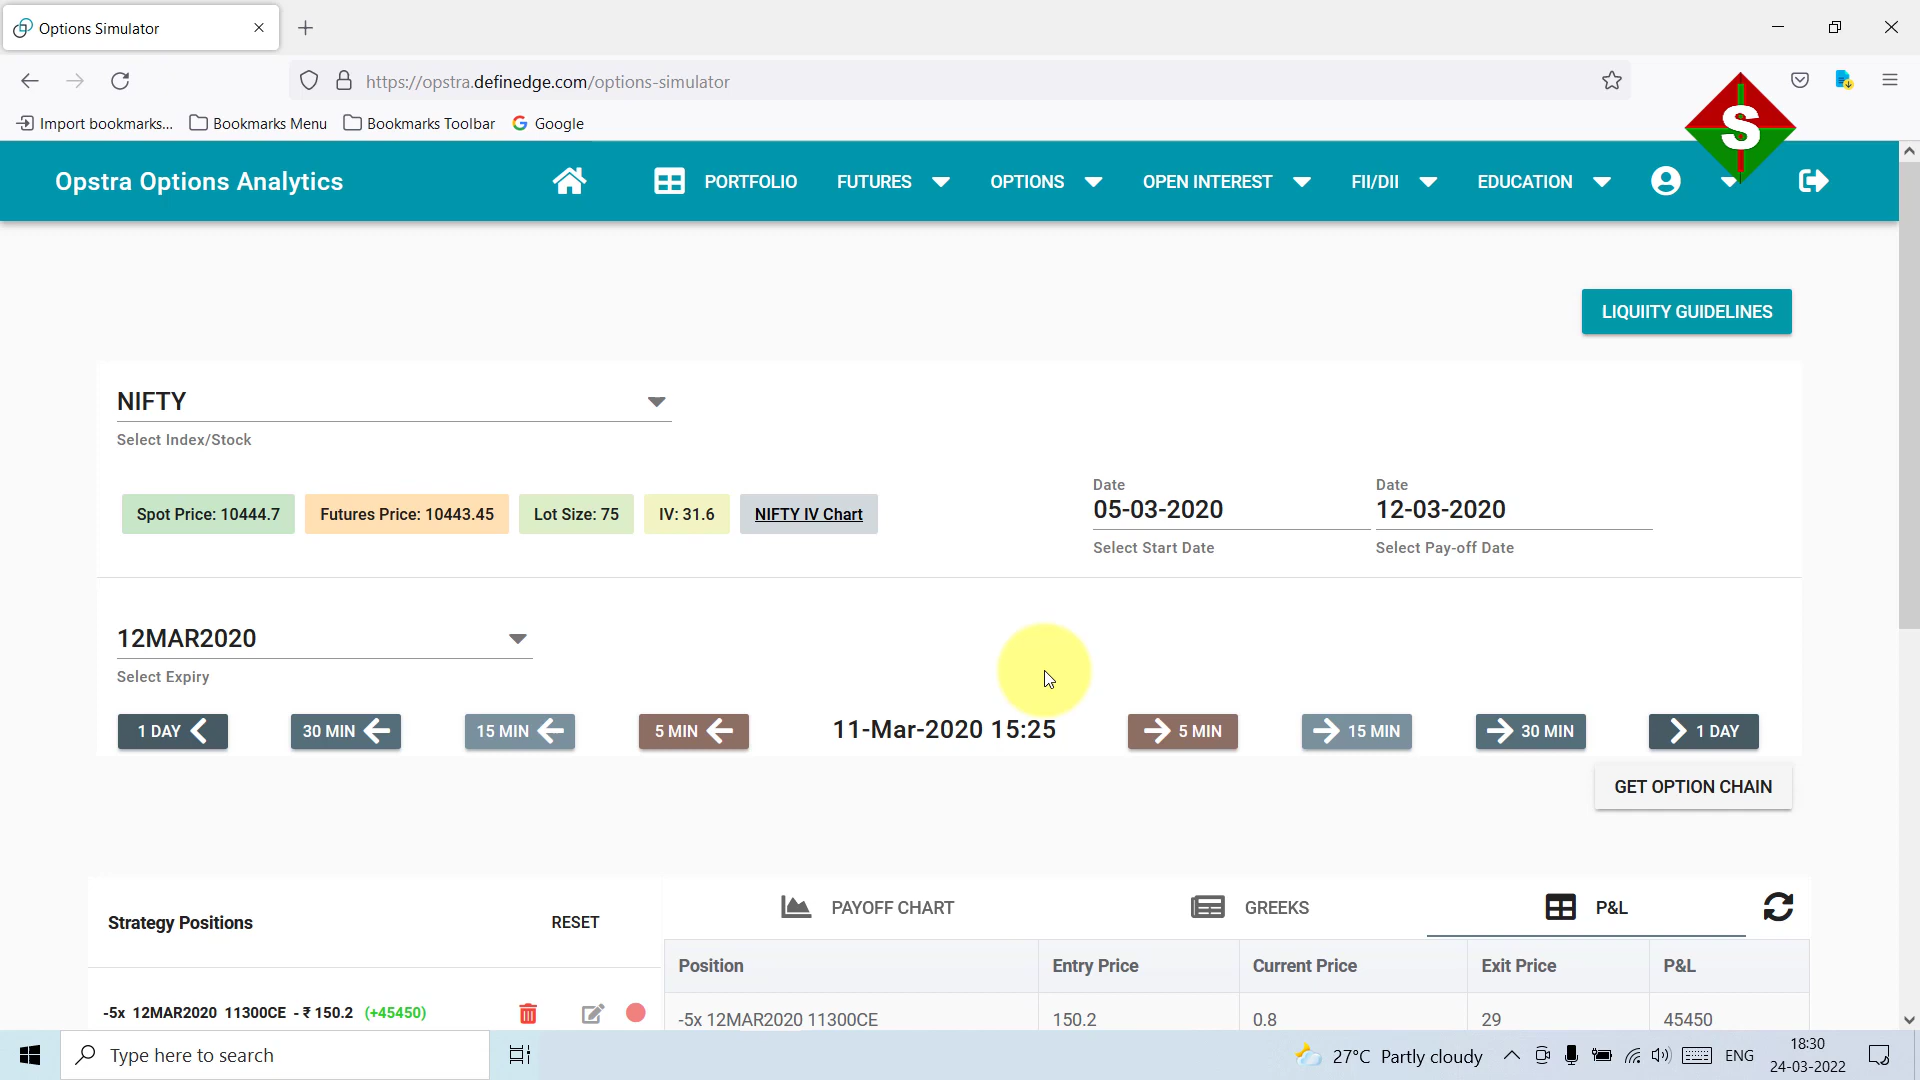 Options Simulator
https://opstra.definedge.com/options-simulator
S
Import bookmarks... Bookmarks Menu Bookmarks Toolbar Google
Opstra Options Analytics PORTFOLIO FUTURES OPTIONS OPEN INTEREST FII/DII EDUCATION
LIQUIITY GUIDELINES
NIFTY
Select Index/Stock
Spot Price: 10444.7 Futures Price: 10443.45 Lot Size: 75 IV: 31.6 NIFTY IV Chart
Date Date
05-03-2020 12-03-2020
Select Start Date Select Pay-off Date
12MAR2020
Select Expiry
1 DAY 30 MIN 15 MIN 5 MIN 11-Mar-2020 15:25 5 MIN 15 MIN 30 MIN 1 DAY
GET OPTION CHAIN
Strategy Positions RESET PAYOFF CHART GREEKS P&L
Position Entry Price Current Price Exit Price P&L
-5x 12MAR2020 11300CE - ₹ 150.2 (+45450) -5x 12MAR2020 11300CE 150.2 0.8 29 45450
Type here to search 27°C Partly cloudy ENG 18:30
24-03-2022